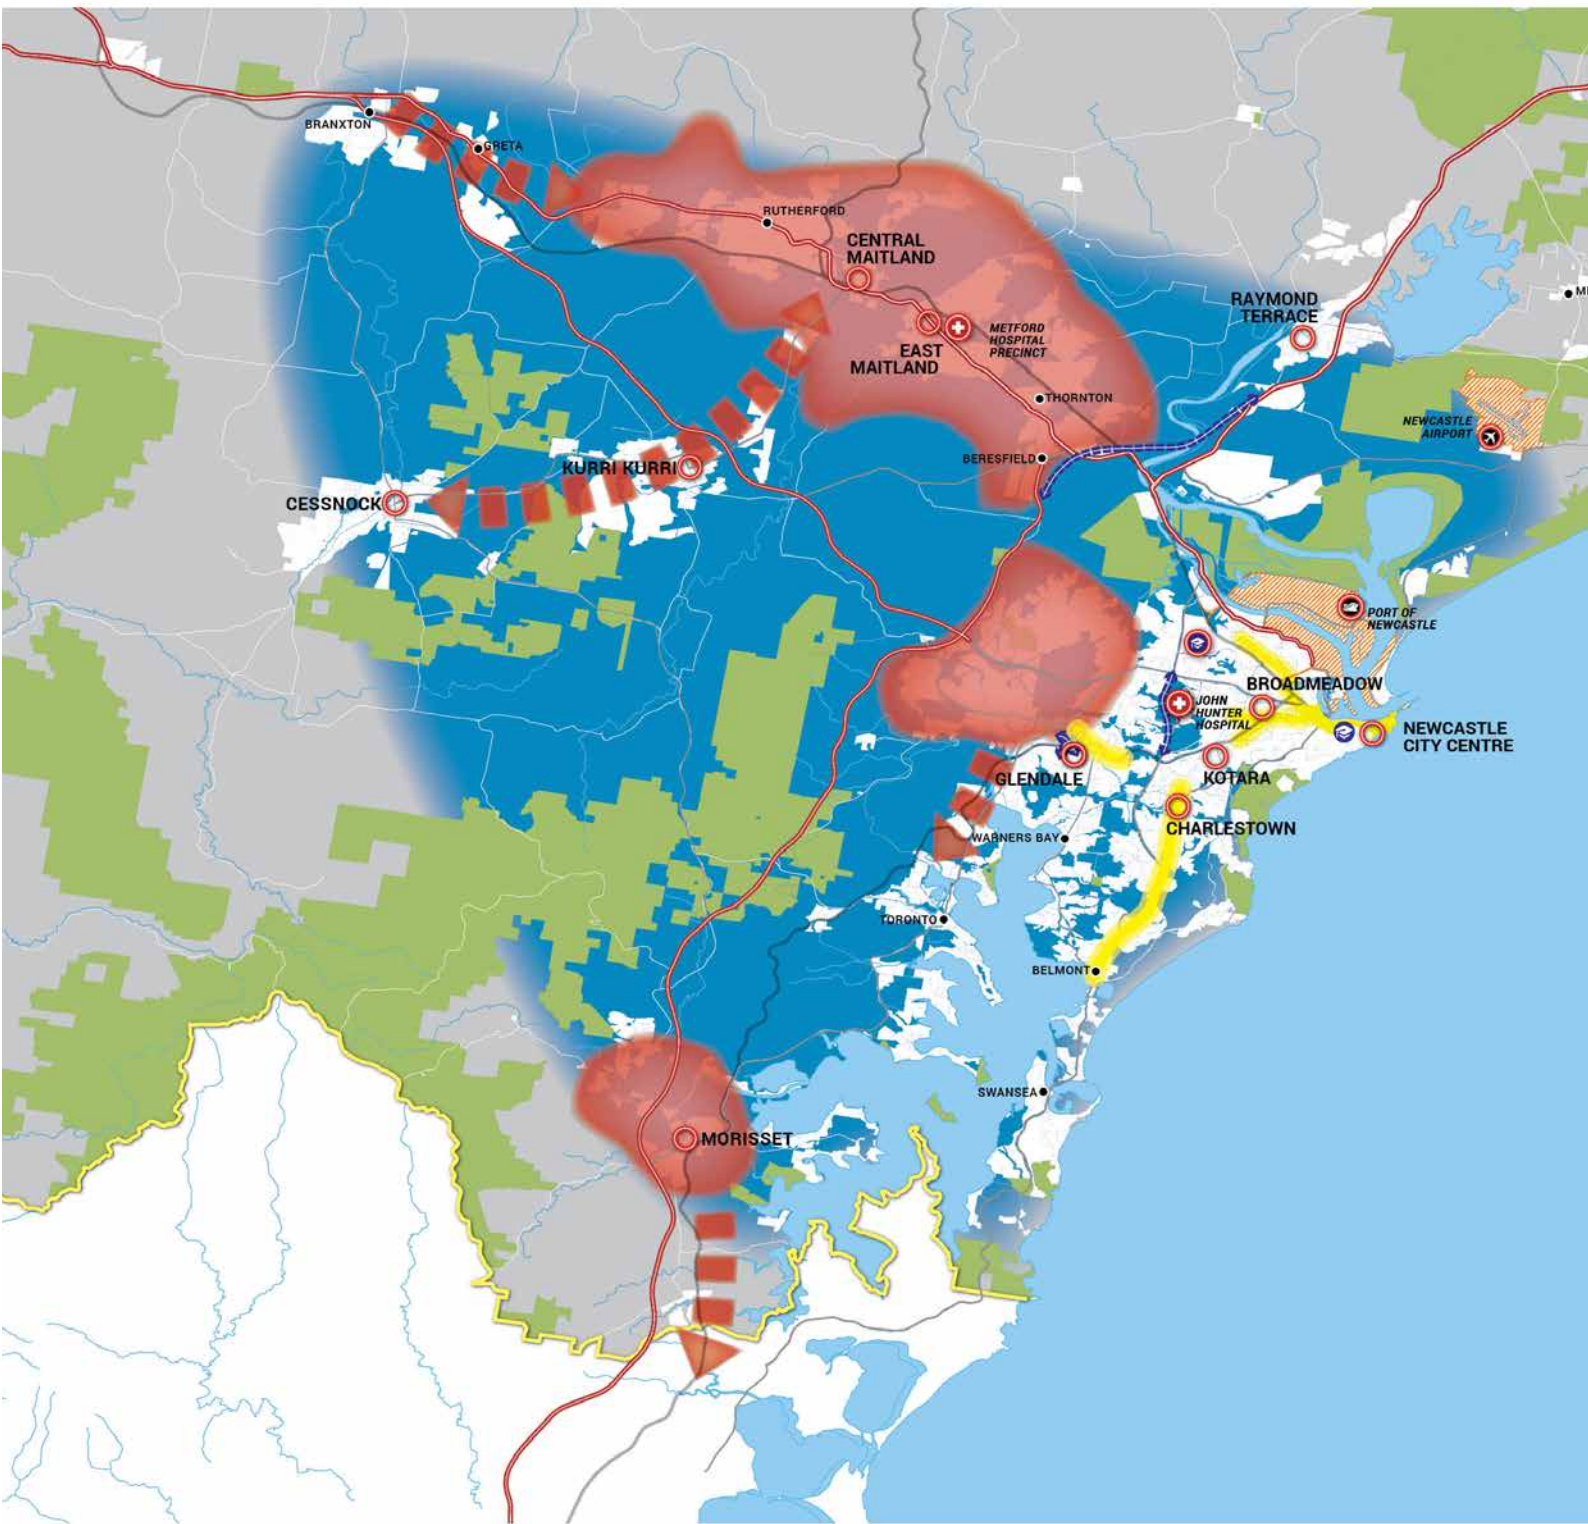 BRANXTON
GRETA
RUTHERFORD
CENTRAL
MAITLAND
RAYMOND
TERRACE
METFORD
HOSPITAL
PRECINCT
EAST
MAITLAND
THORNTON
NEWCASTLE
AIRPORT
BERESFIELD
KURRI KURRI
CESSNOCK
PORT OF
NEWCASTLE
BROADMEADOW
JOHN
HUNTER
HOSPITAL
NEWCASTLE
CITY CENTRE
GLENDALE
KOTARA
CHARLESTOWN
WARNERS BAY
TORONTO
BELMONT
SWANSEA
MORISSET